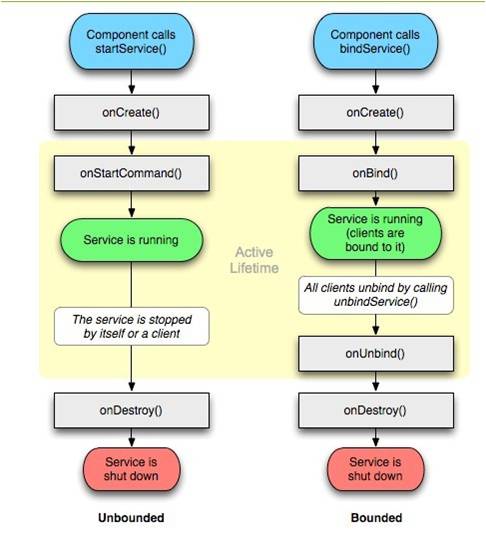 Component calls
startService()
onCreate()
onStartCommand()
Service is running
The service is stopped
by itself or a client
onDestroy()
Service is
shut down
Unbounded
Active
Lifetime
Component calls
bindService()
onCreate()
onBind()
Service is running
(clients are
bound to it)
All clients unbind by calling
unbindService()
onUnbind()
onDestroy()
Service is
shut down
Bounded